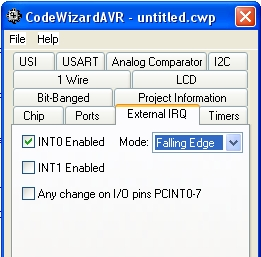 CodeWizardAVR - untitled.cwp
File Help
USI USART Analog Comparator I2C
1 Wire LCD
Bit-Banged Project Information
Chip Ports External IRQ Timers
INT0 Enabled Mode: Falling Edge
INT1 Enabled
Any change on I/O pins PCINT0-7